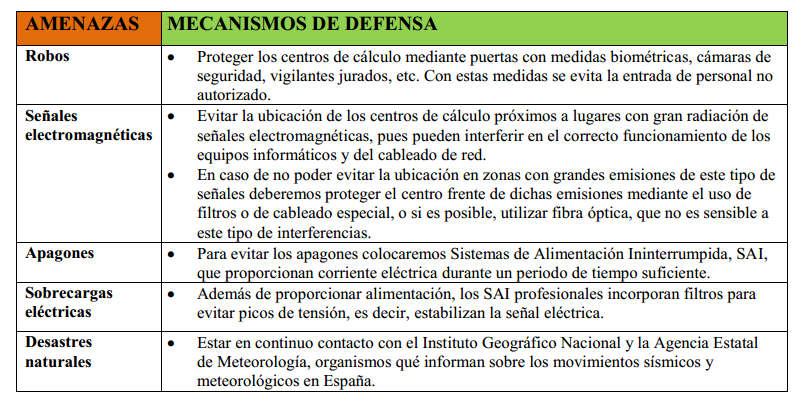 AMENAZAS MECANISMOS DE DEFENSA
Robos
• Proteger los centros de cálculo mediante puertas con medidas biométricas, cámaras de
seguridad, vigilantes jurados, etc. Con estas medidas se evita la entrada de personal no
autorizado.
Señales
electromagnéticas
• Evitar la ubicación de los centros de cálculo próximos a lugares con gran radiación de
señales electromagnéticas, pues pueden interferir en el correcto funcionamiento de los
equipos informáticos y del cableado de red.
• En caso de no poder evitar la ubicación en zonas con grandes emisiones de este tipo de
señales deberemos proteger el centro frente de dichas emisiones mediante el uso de
filtros o de cableado especial, o si es posible, utilizar fibra óptica, que no es sensible a
este tipo de interferencias.
Apagones
• Para evitar los apagones colocaremos Sistemas de Alimentación Ininterrumpida, SAI,
que proporcionan corriente eléctrica durante un periodo de tiempo suficiente.
Sobrecargas
eléctricas
• Además de proporcionar alimentación, los SAI profesionales incorporan filtros para
evitar picos de tensión, es decir, estabilizan la señal eléctrica.
Desastres
naturales
• Estar en continuo contacto con el Instituto Geográfico Nacional y la Agencia Estatal
de Meteorología, organismos qué informan sobre los movimientos sísmicos y
meteorológicos en España.